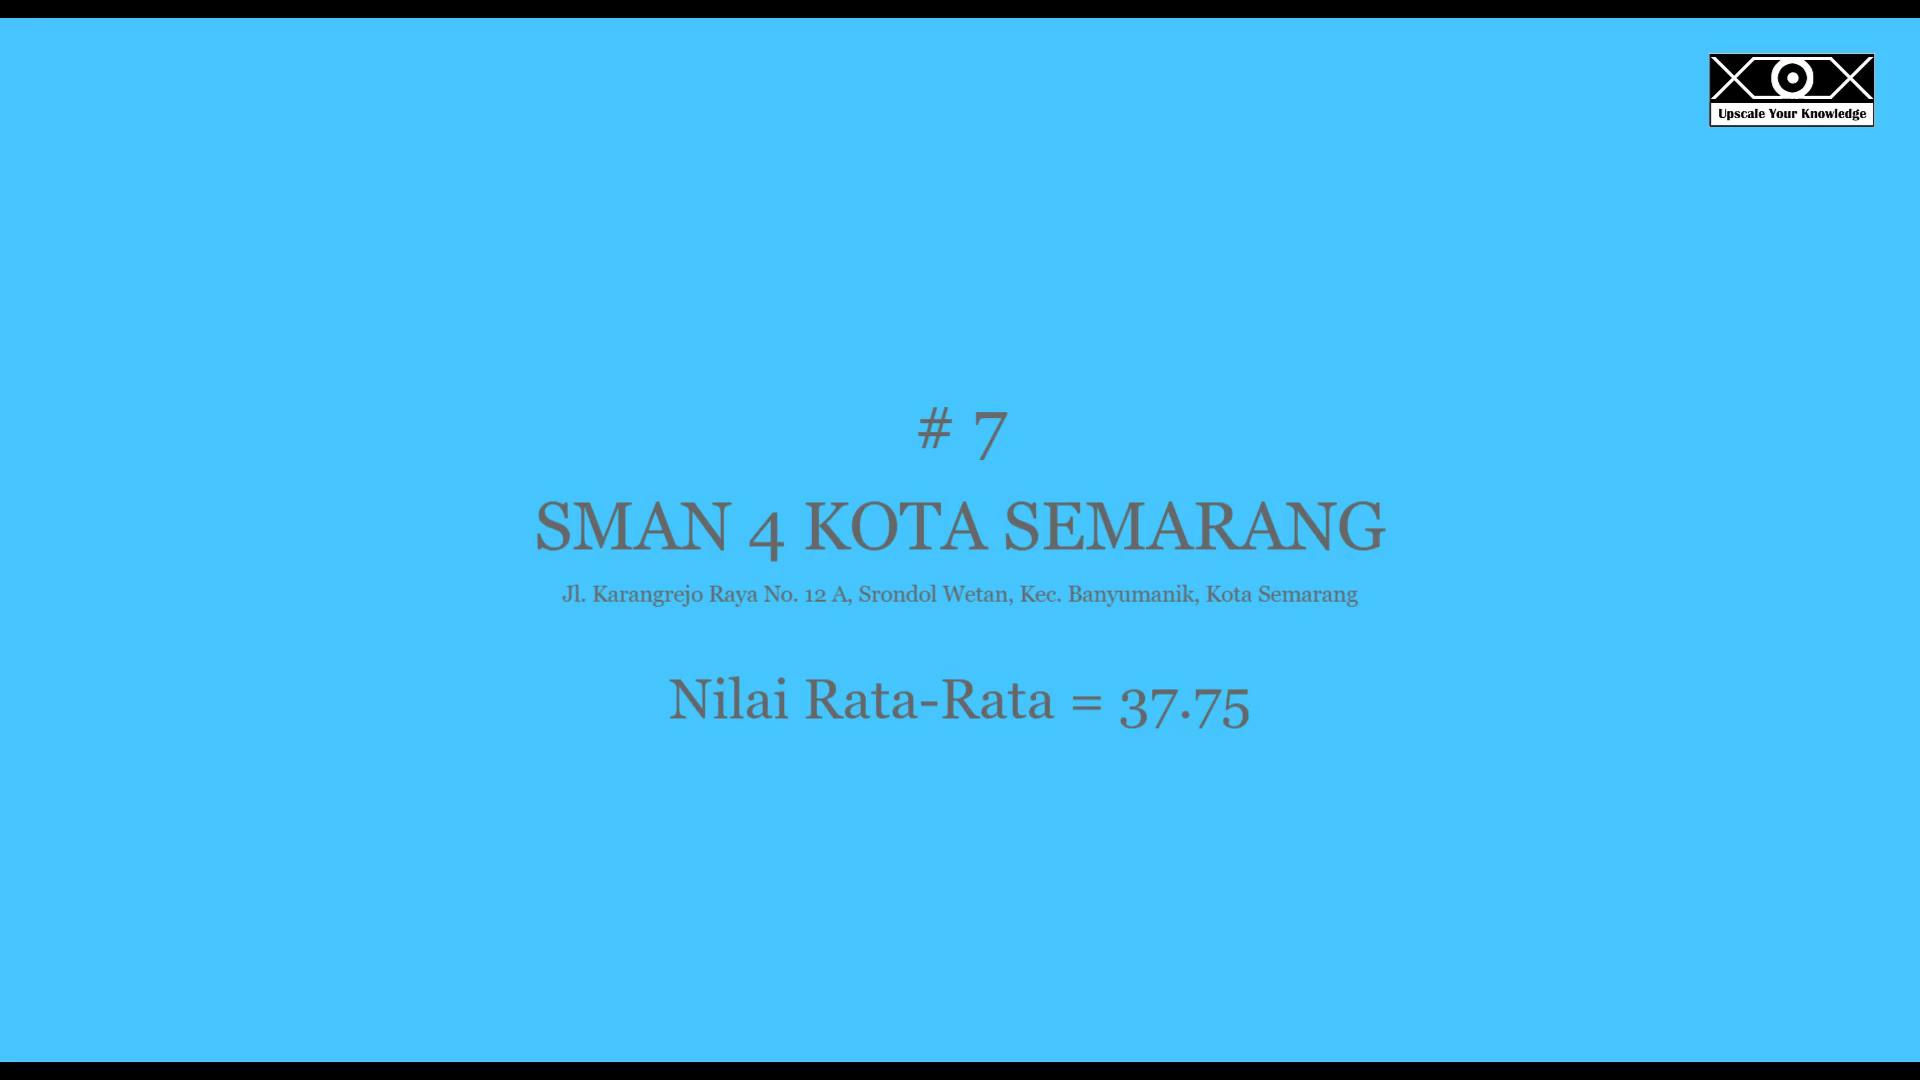 XOX
Upscale Your Knowledge
# 7
SMAN 4 KOTA SEMARANG
Jl. Karangrejo Raya No. 12 A, Srondol Wetan, Kec. Banyumanik, Kota Semarang
Nilai Rata-Rata = 37.75